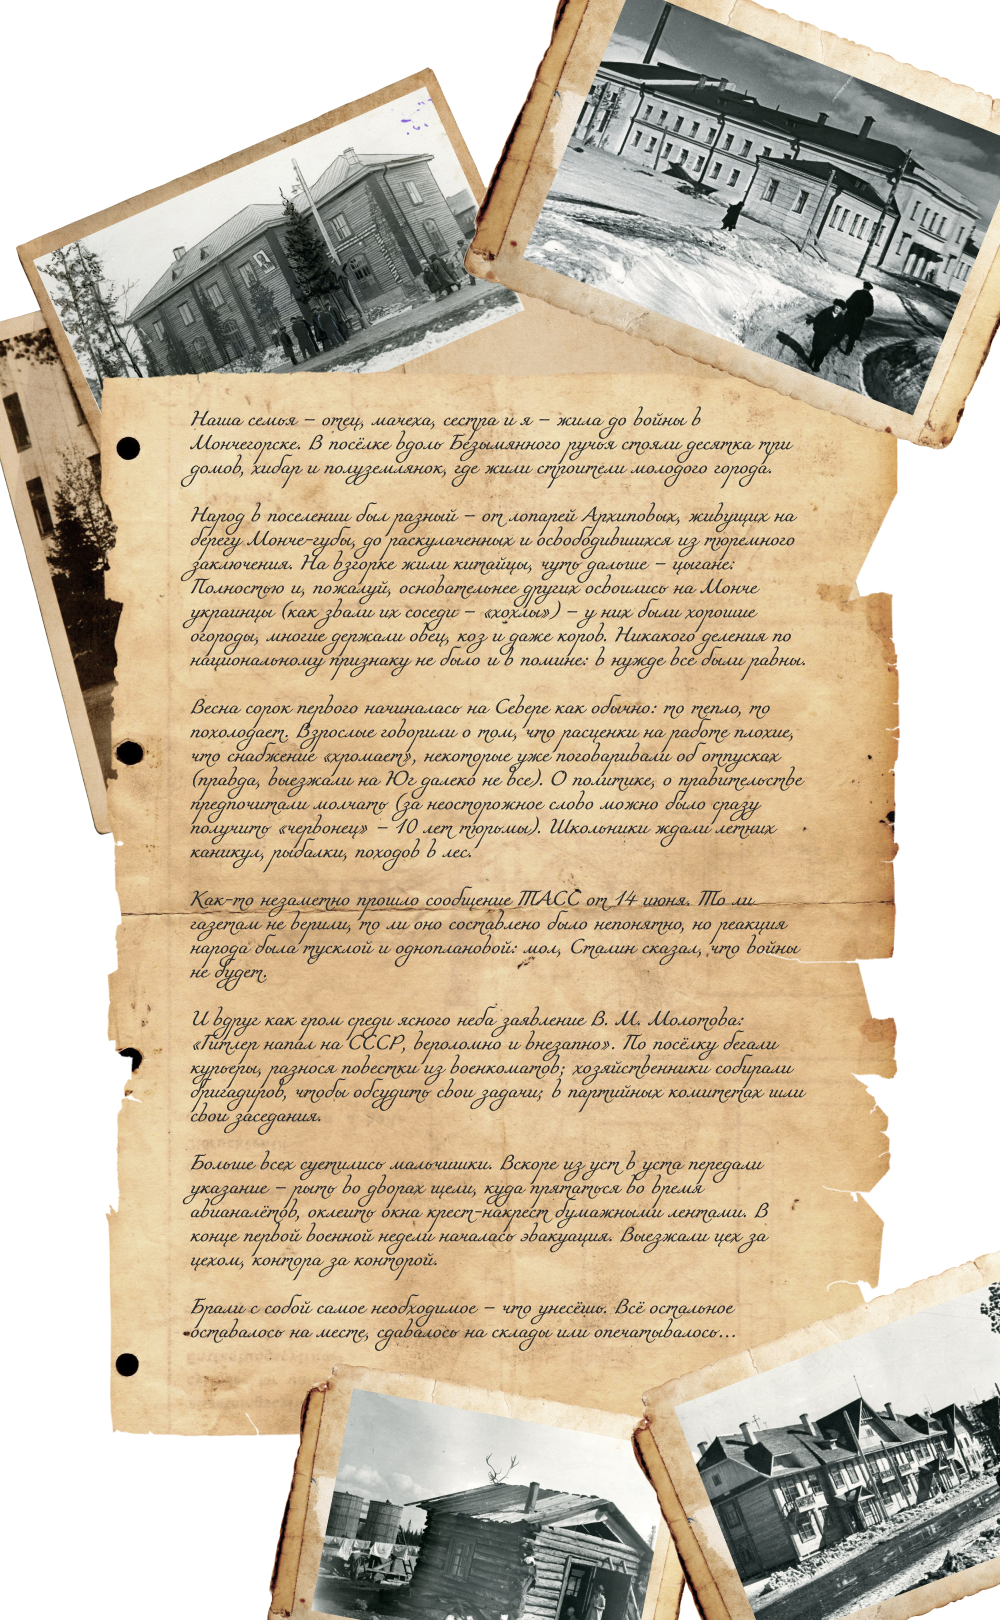 Наша семья – отец, мачеха, сестра и я – жила до войны в
Мончегорске. В посёлке вдоль Безымянного ручья стояли десятка три
домов, хибар и полуземлянок, где жили строители молодого города.
Народ в поселении был разный – от лопарей Архиповых, живущих на
берегу Монче-губы, до раскулаченных и освободившихся из тюремного
заключения. На взгорке жили китайцы, чуть дальше – цыгане:
Полностью и, пожалуй, основательнее других освоились на Монче
украинцы (как звали их соседи – «хохлы») – у них были хорошие
огороды, многие держали овец, коз и даже коров. Никакого деления по
национальному признаку не было и в помине: в нужде все были равны.
Весна сорок первого начиналась на Севере как обычно: то тепло, то
похолодает. Взрослые говорили о том, что расценки на работе плохие,
что снабжение «хромает», некоторые уже поговаривали об отпусках
(правда, выезжали на Юг далеко не все). О политике, о правительстве
предпочитали молчать (за неосторожное слово можно было сразу
получить «червонец» – 10 лет тюрьмы). Школьники ждали летних
каникул, рыбалки, походов в лес.
Как-то незаметно прошло сообщение ТАСС от 14 июня. То ли
газетам не верили, то ли оно составлено было непонятно, но реакция
народа была тусклой и одноплановой: мол, Сталин сказал, что войны
не будет.
И вдруг как гром среди ясного неба заявление В. М. Молотова:
«Гитлер напал на СССР, вероломно и внезапно». По посёлку бегали
курьеры, разнося повестки из военкоматов; хозяйственники собирали
бригадиров, чтобы обсудить свои задачи; в партийных комитетах шли
свои заседания.
Больше всех суетились мальчишки. Вскоре из уст в уста передали
указание – рыть во дворах щели, куда прятаться во время
авианалётов, оклеить окна крест-накрест бумажными лентами. В
конце первой военной недели началась эвакуация. Выезжали цех за
цехом, контора за конторой.
Брали с собой самое необходимое – что унесёшь. Всё остальное
оставалось на месте, сдавалось на склады или опечатывалось...